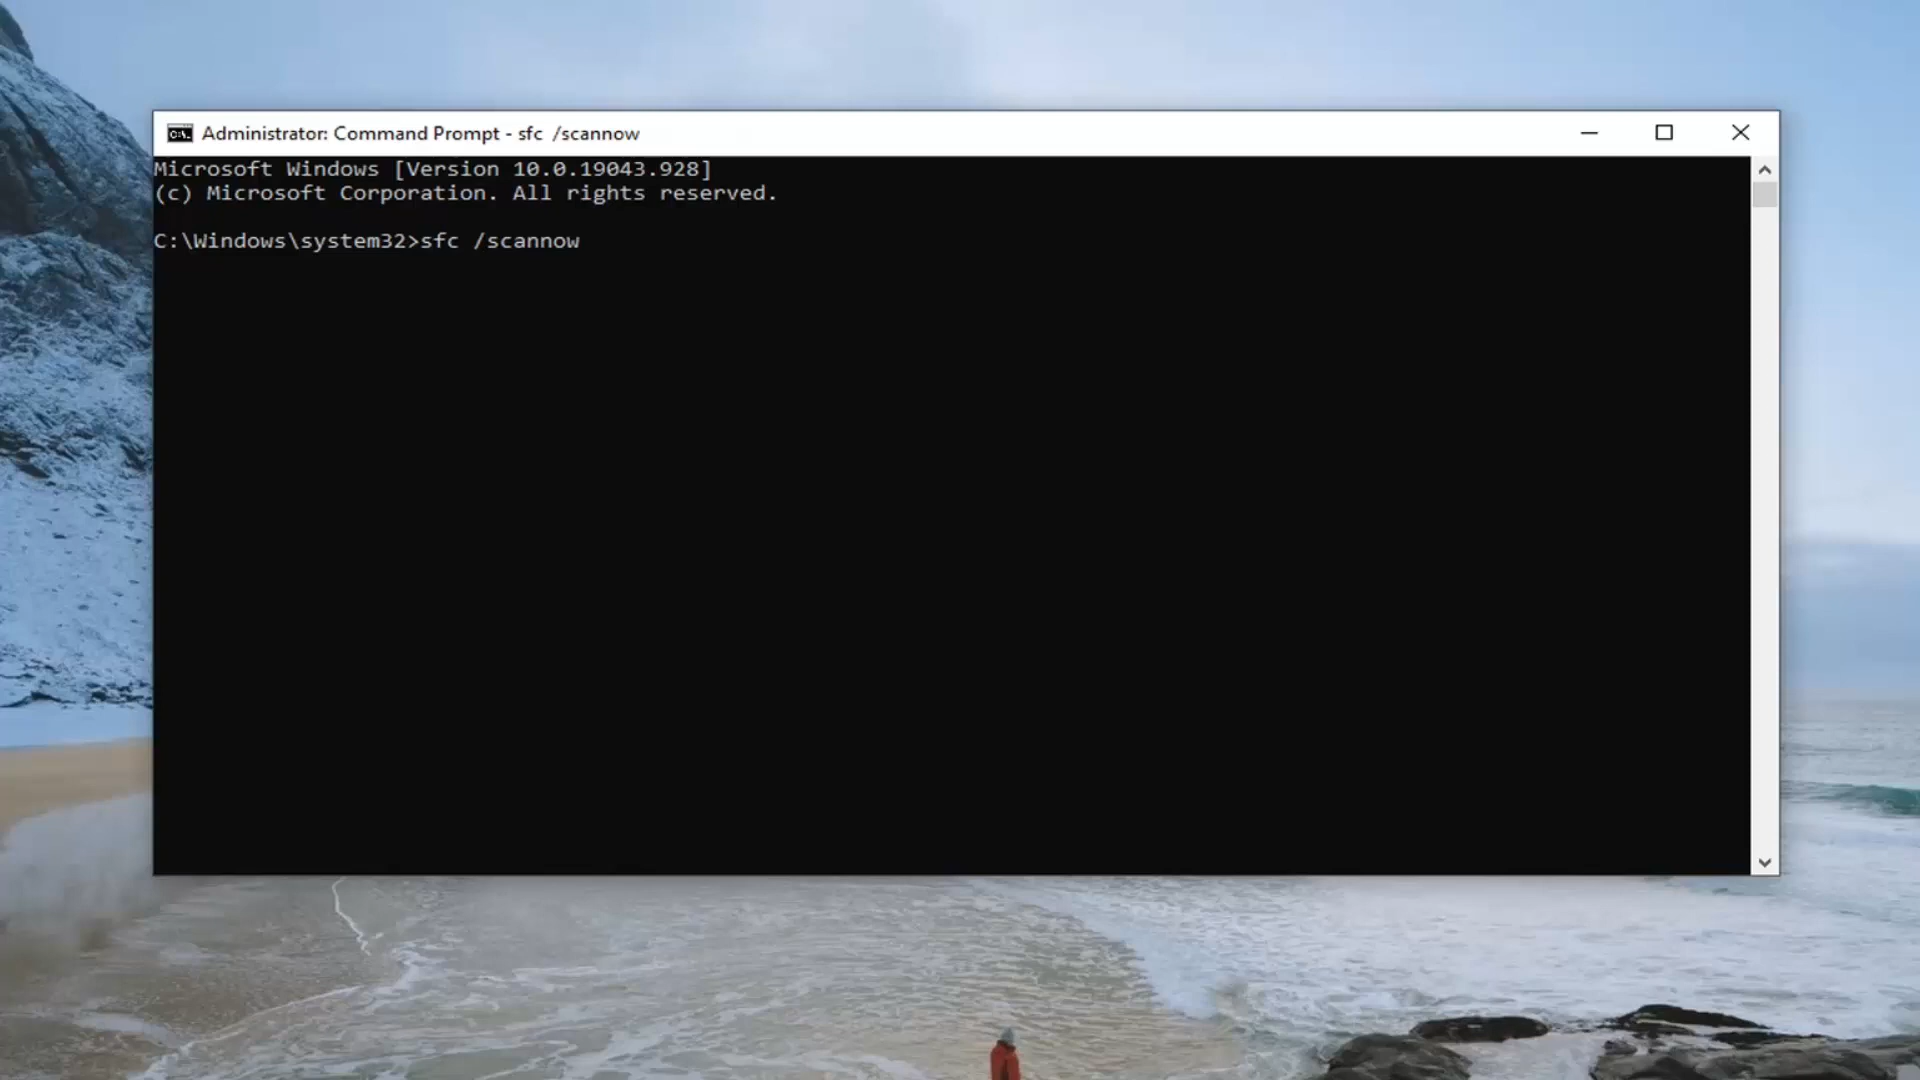 Administrator: Command Prompt - sfc  /scannow
Microsoft Windows [Version 10.0.19043.928]
(c) Microsoft Corporation. All rights reserved.
C:\Windows\system32>sfc /scannow